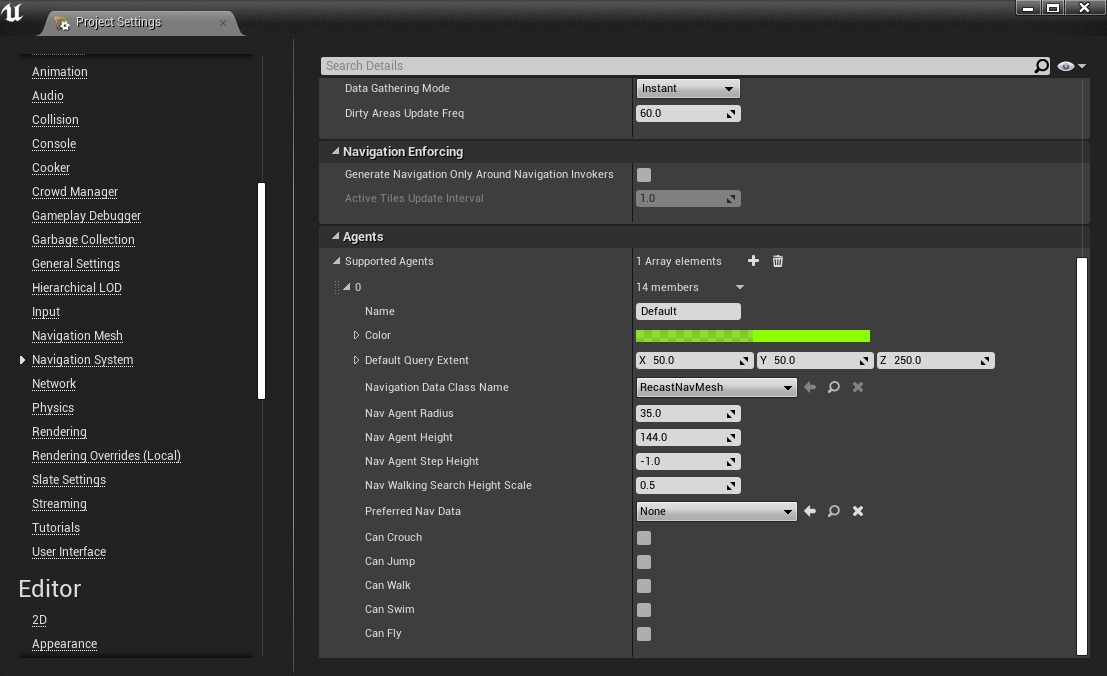 Project Settings
Animation
Audio
Collision
Console
Cooker
Crowd Manager
Gameplay Debugger
Garbage Collection
General Settings
Hierarchical LOD
Input
Navigation Mesh
Navigation System
Network
Physics
Rendering
Rendering Overrides (Local)
Slate Settings
Streaming
Tutorials
User Interface
Editor
2D
Appearance
Search Details
Data Gathering Mode Instant
Dirty Areas Update Freq 60.0
Navigation Enforcing
Generate Navigation Only Around Navigation Invokers
Active Tiles Update Interval 1.0
Agents
Supported Agents 1 Array elements
0 14 members
Name Default
Color
Default Query Extent X 50.0 Y 50.0 Z 250.0
Navigation Data Class Name RecastNavMesh
Nav Agent Radius 35.0
Nav Agent Height 144.0
Nav Agent Step Height -1.0
Nav Walking Search Height Scale 0.5
Preferred Nav Data None
Can Crouch
Can Jump
Can Walk
Can Swim
Can Fly